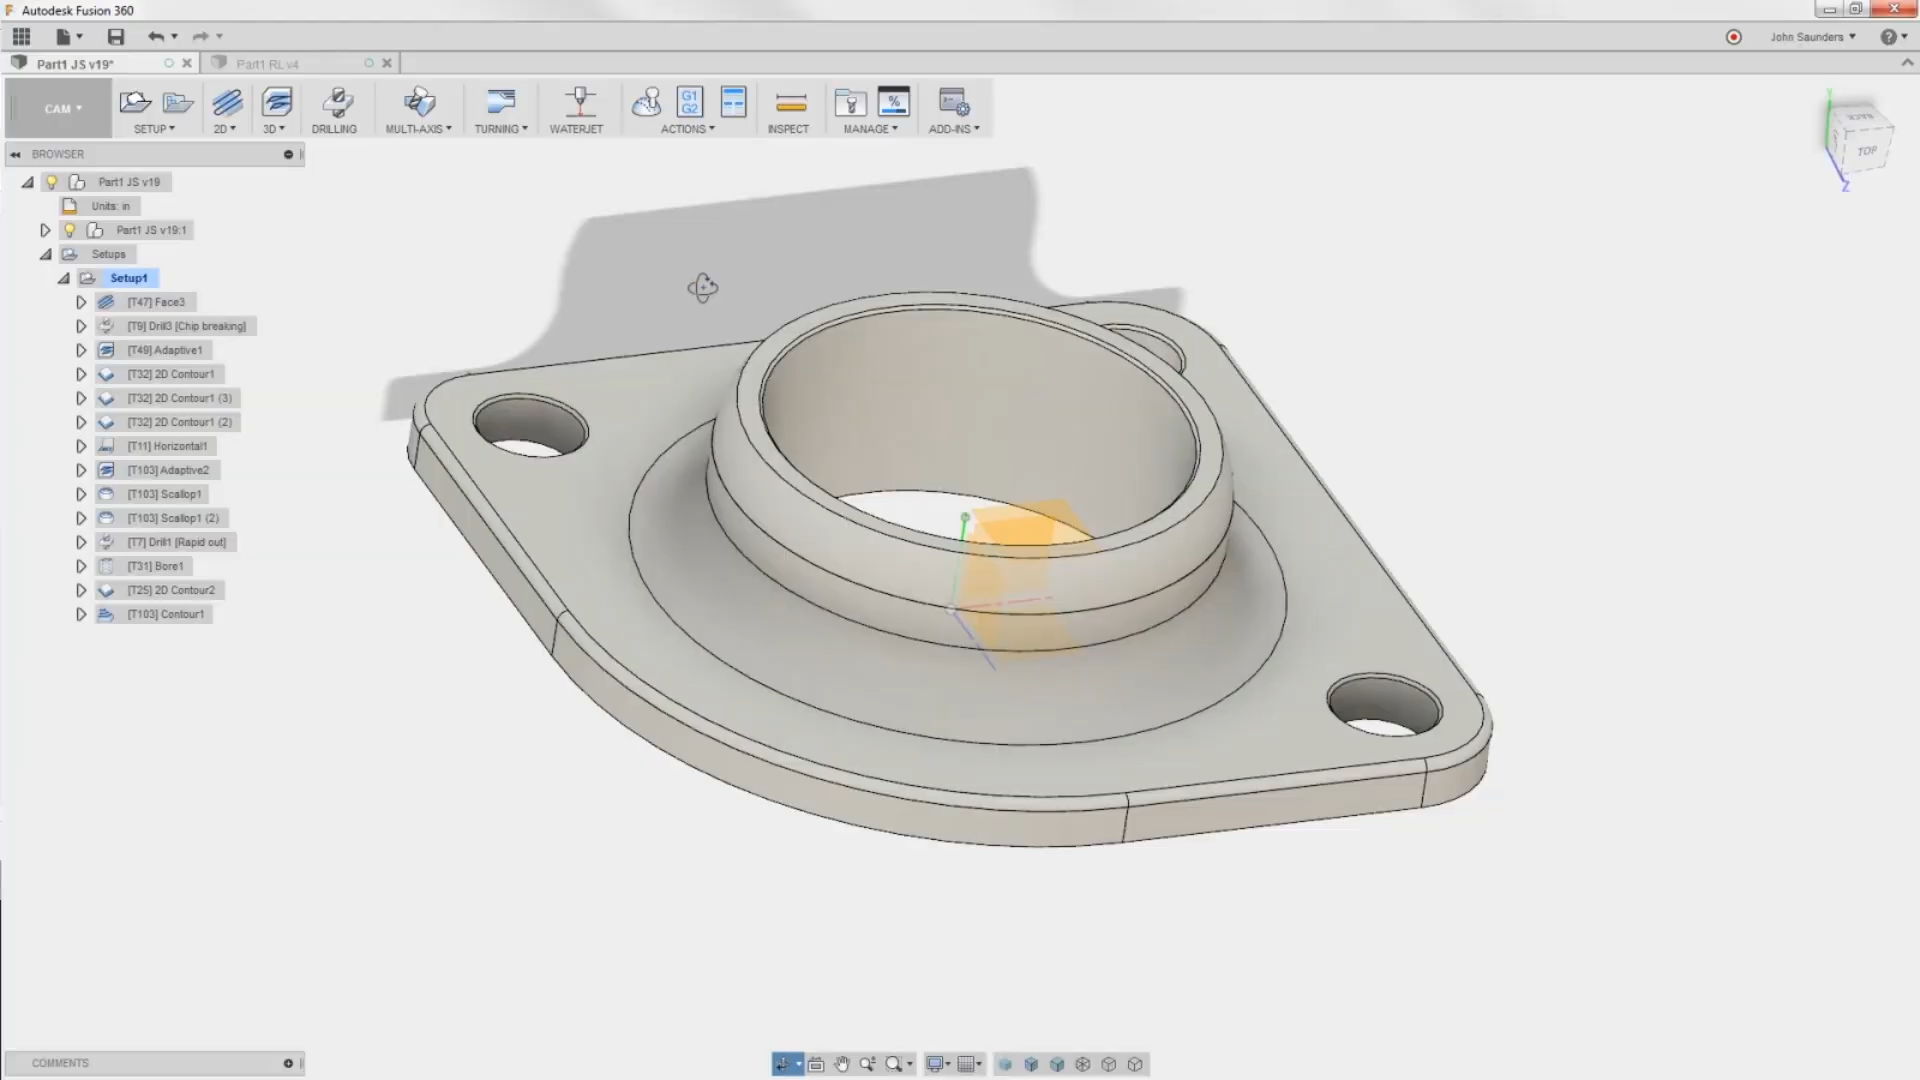 Autodesk Fusion 360
John Saunders
Part1 JS v19*
Part1 RL v4
CAM
SETUP
2D
3D
DRILLING
MULTI-AXIS
TURNING
WATERJET
G1
G2
ACTIONS
INSPECT
%
MANAGE
ADD-INS
BROWSER
Part1 JS v19
Units: in
Part1 JS v19:1
Setups
Setup1
[T47] Face3
[T9] Drill3 [Chip breaking]
[T49] Adaptive1
[T32] 2D Contour1
[T32] 2D Contour1 (3)
[T32] 2D Contour1 (2)
[T11] Horizontal1
[T103] Adaptive2
[T103] Scallop1
[T103] Scallop1 (2)
[T7] Drill1 [Rapid out]
[T31] Bore1
[T25] 2D Contour2
[T103] Contour1
Y
BACK
TOP
Z
COMMENTS